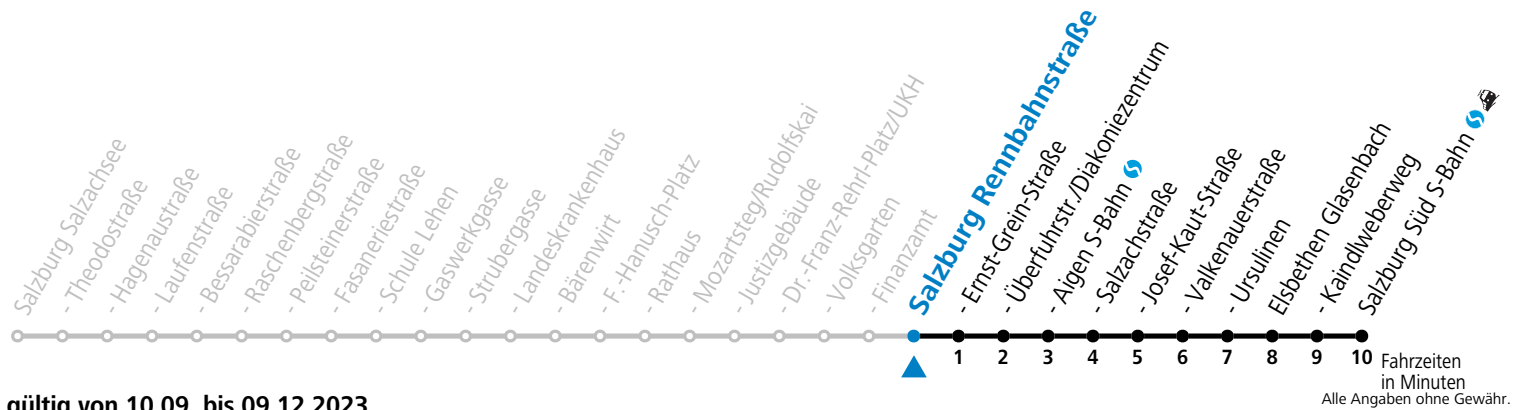 Salzburg Salzachsee
- Theodostraße
- Hagenaustraße
- Laufenstraße
- Bessarabierstraße
- Raschenbergstraße
- Peilsteinerstraße
- Fasaneriestraße
- Schule Lehen
- Gaswerkgasse
- Strubergasse
- Landeskrankenhaus
- Bärenwirt
- F.-Hanusch-Platz
- Rathaus
- Mozartsteg/Rudolfskai
- Justizgebäude
- Dr.-Franz-Rehrl-Platz/UKH
- Volksgarten
- Finanzamt
Salzburg Rennbahnstraße
- Ernst-Grein-Straße
- Überfuhrstr./Diakoniezentrum
- Aigen S-Bahn
- Salzachstraße
- Josef-Kaut-Straße
- Valkenauerstraße
- Ursulinen
Elsbethen Glasenbach
- Kaindlweberweg
Salzburg Süd S-Bahn
1 2 3 4 5 6 7 8 9 10
Fahrzeiten
in Minuten
Alle Angaben ohne Gewähr.
gültig von 10.09. bis 09.12.2023